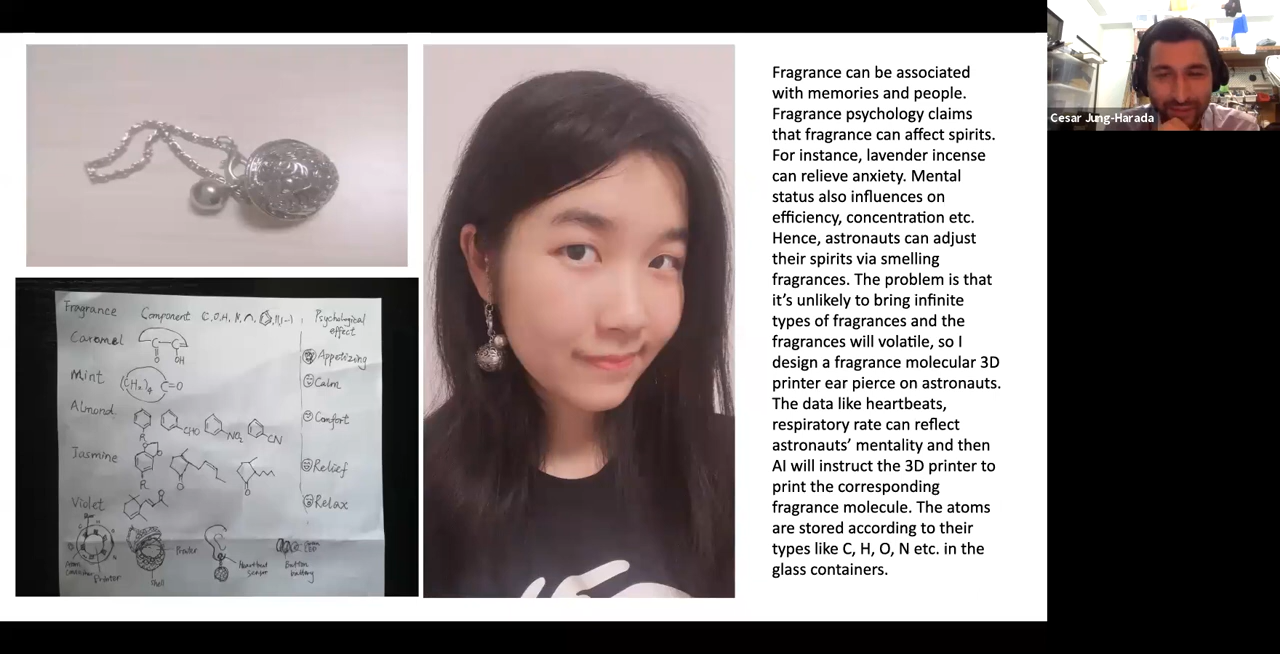 Fragrance can be associated
with memories and people.
Fragrance psychology claims
that fragrance can affect spirits.
For instance, lavender incense
can relieve anxiety. Mental
status also influences on
efficiency, concentration etc.
Hence, astronauts can adjust
their spirits via smelling
fragrances. The problem is that
it's unlikely to bring infinite
types of fragrances and the
fragrances will volatile, so I
design a fragrance molecular 3D
printer ear pierce on astronauts.
The data like heartbeats,
respiratory rate can reflect
astronauts' mentality and then
AI will instruct the 3D printer to
print the corresponding
fragrance molecule. The atoms
are stored according to their
types like C, H, O, N etc. in the
glass containers.
Cesar Jung-Harada
Fragrance Component Psychological
effect
Caramel Appetizing
O OH
Mint C=O Calm
Almond Comfort
CHO NO2 CN
Jasmine Relief
Violet Relax
Printer
Shell
Button
battery